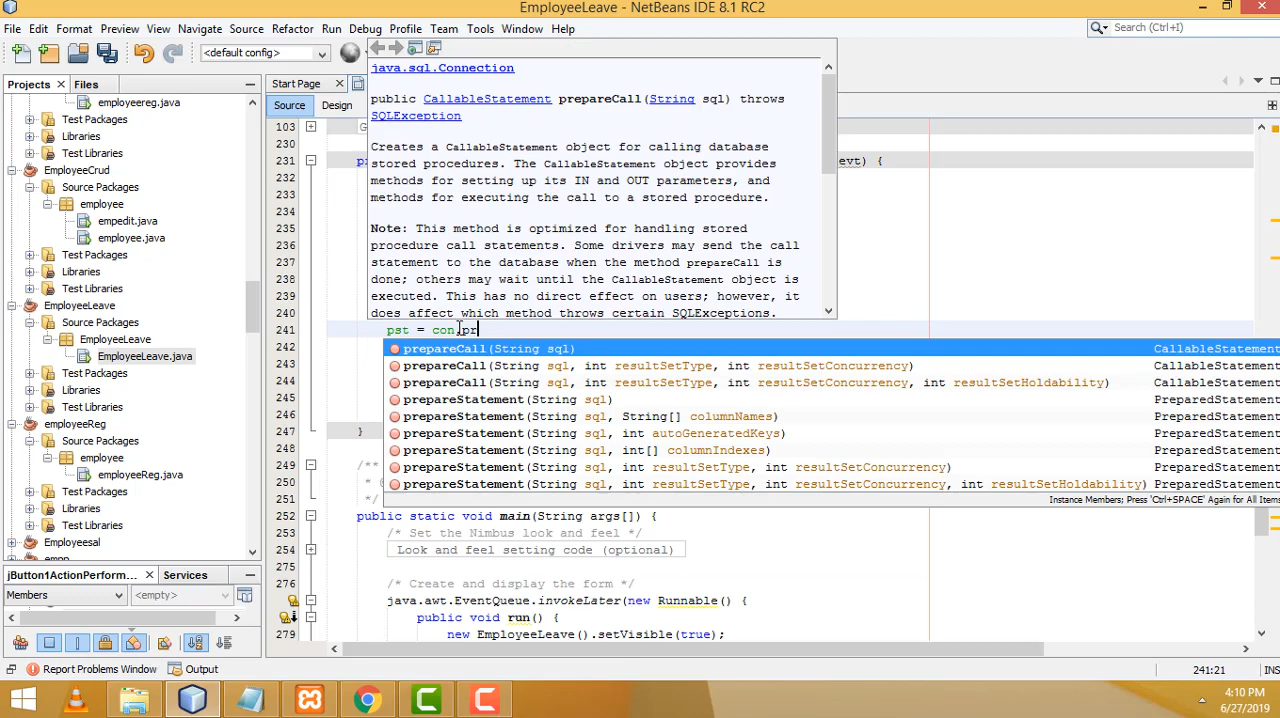 EmployeeLeave - NetBeans IDE 8.1 RC2
File Edit View Navigate Source Refactor Run Debug Profile Team Tools Window Help
Search (Ctrl+I)
<default config>
Projects
Files
Start Page
Source
Design
employeereg.java
Test Packages
Libraries
Test Libraries
EmployeeCrud
Source Packages
employee
empedit.java
employee.java
Test Packages
Libraries
Test Libraries
EmployeeLeave
Source Packages
EmployeeLeave
EmployeeLeave.java
Test Packages
Libraries
Test Libraries
employeeReg
Source Packages
employee
employeeReg.java
Test Packages
Libraries
Test Libraries
Employeesal
java.sql.Connection
public CallableStatement prepareCall(String sql) throws
SQLException
Creates a CallableStatement object for calling database
stored procedures. The CallableStatement object provides
methods for setting up its IN and OUT parameters, and
methods for executing the call to a stored procedure.
Note: This method is optimized for handling stored
procedure call statements. Some drivers may send the call
statement to the database when the method prepareCall is
done; others may wait until the CallableStatement object is
executed. This has no direct effect on users; however, it
does affect which method throws certain SQLExceptions.
103
230
231 evt) {
232
233
234
235
236
237
238
239
240
241 pst = con.pr
242
243
244
245
246
247 }
248
249 /**
250
251 */
252 public static void main(String args[]) {
253 /* Set the Nimbus look and feel */
254 Look and feel setting code (optional)
275
276 /* Create and display the form */
277 java.awt.EventQueue.invokeLater(new Runnable() {
public void run() {
279 new EmployeeLeave().setVisible(true);
prepareCall(String sql) CallableStatement
prepareCall(String sql, int resultSetType, int resultSetConcurrency) CallableStatement
prepareCall(String sql, int resultSetType, int resultSetConcurrency, int resultSetHoldability) CallableStatement
prepareStatement(String sql) PreparedStatement
prepareStatement(String sql, String[] columnNames) PreparedStatement
prepareStatement(String sql, int autoGeneratedKeys) PreparedStatement
prepareStatement(String sql, int[] columnIndexes) PreparedStatement
prepareStatement(String sql, int resultSetType, int resultSetConcurrency) PreparedStatement
prepareStatement(String sql, int resultSetType, int resultSetConcurrency, int resultSetHoldability) PreparedStatement
Instance Members; Press 'Ctrl+SPACE' Again for All Items
jButton1ActionPerform...
Services
Members
<empty>
Report Problems Window
Output
241:21
INS
4:10 PM
6/27/2019